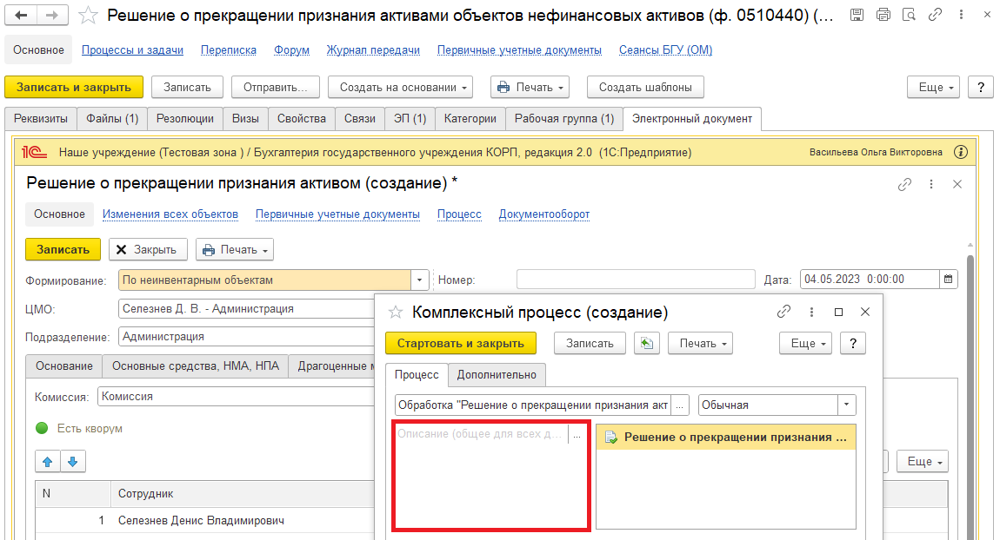 Решение о прекращении признания активами объектов нефинансовых активов (ф. 0510440) (...
Основное Процессы и задачи Переписка Форум Журнал передачи Первичные учетные документы Сеансы БГУ (ОМ)
Записать и закрыть Записать Отправить... Создать на основании Печать Создать шаблоны Еще ?
Реквизиты Файлы (1) Резолюции Визы Свойства Связи ЭП (1) Категории Рабочая группа (1) Электронный документ
1С Наше учреждение (Тестовая зона ) / Бухгалтерия государственного учреждения КОРП, редакция 2.0 (1С:Предприятие) Васильева Ольга Викторовна
Решение о прекращении признания активом (создание) *
Основное Изменения всех объектов Первичные учетные документы Процесс Документооборот
Записать Закрыть Печать
Формирование: По неинвентарным объектам Номер: Дата: 04.05.2023 0:00:00
ЦМО: Селезнев Д. В. - Администрация
Подразделение: Администрация
Основание Основные средства, НМА, НПА Драгоценные
Комиссия: Комиссия
Есть кворум
Еще
N Сотрудник
1 Селезнев Денис Владимирович
Комплексный процесс (создание)
Стартовать и закрыть Записать Печать Еще ?
Процесс Дополнительно
Обработка "Решение о прекращении признания акт ... Обычная
Описание (общее для всех д... ...
Решение о прекращении признания ...